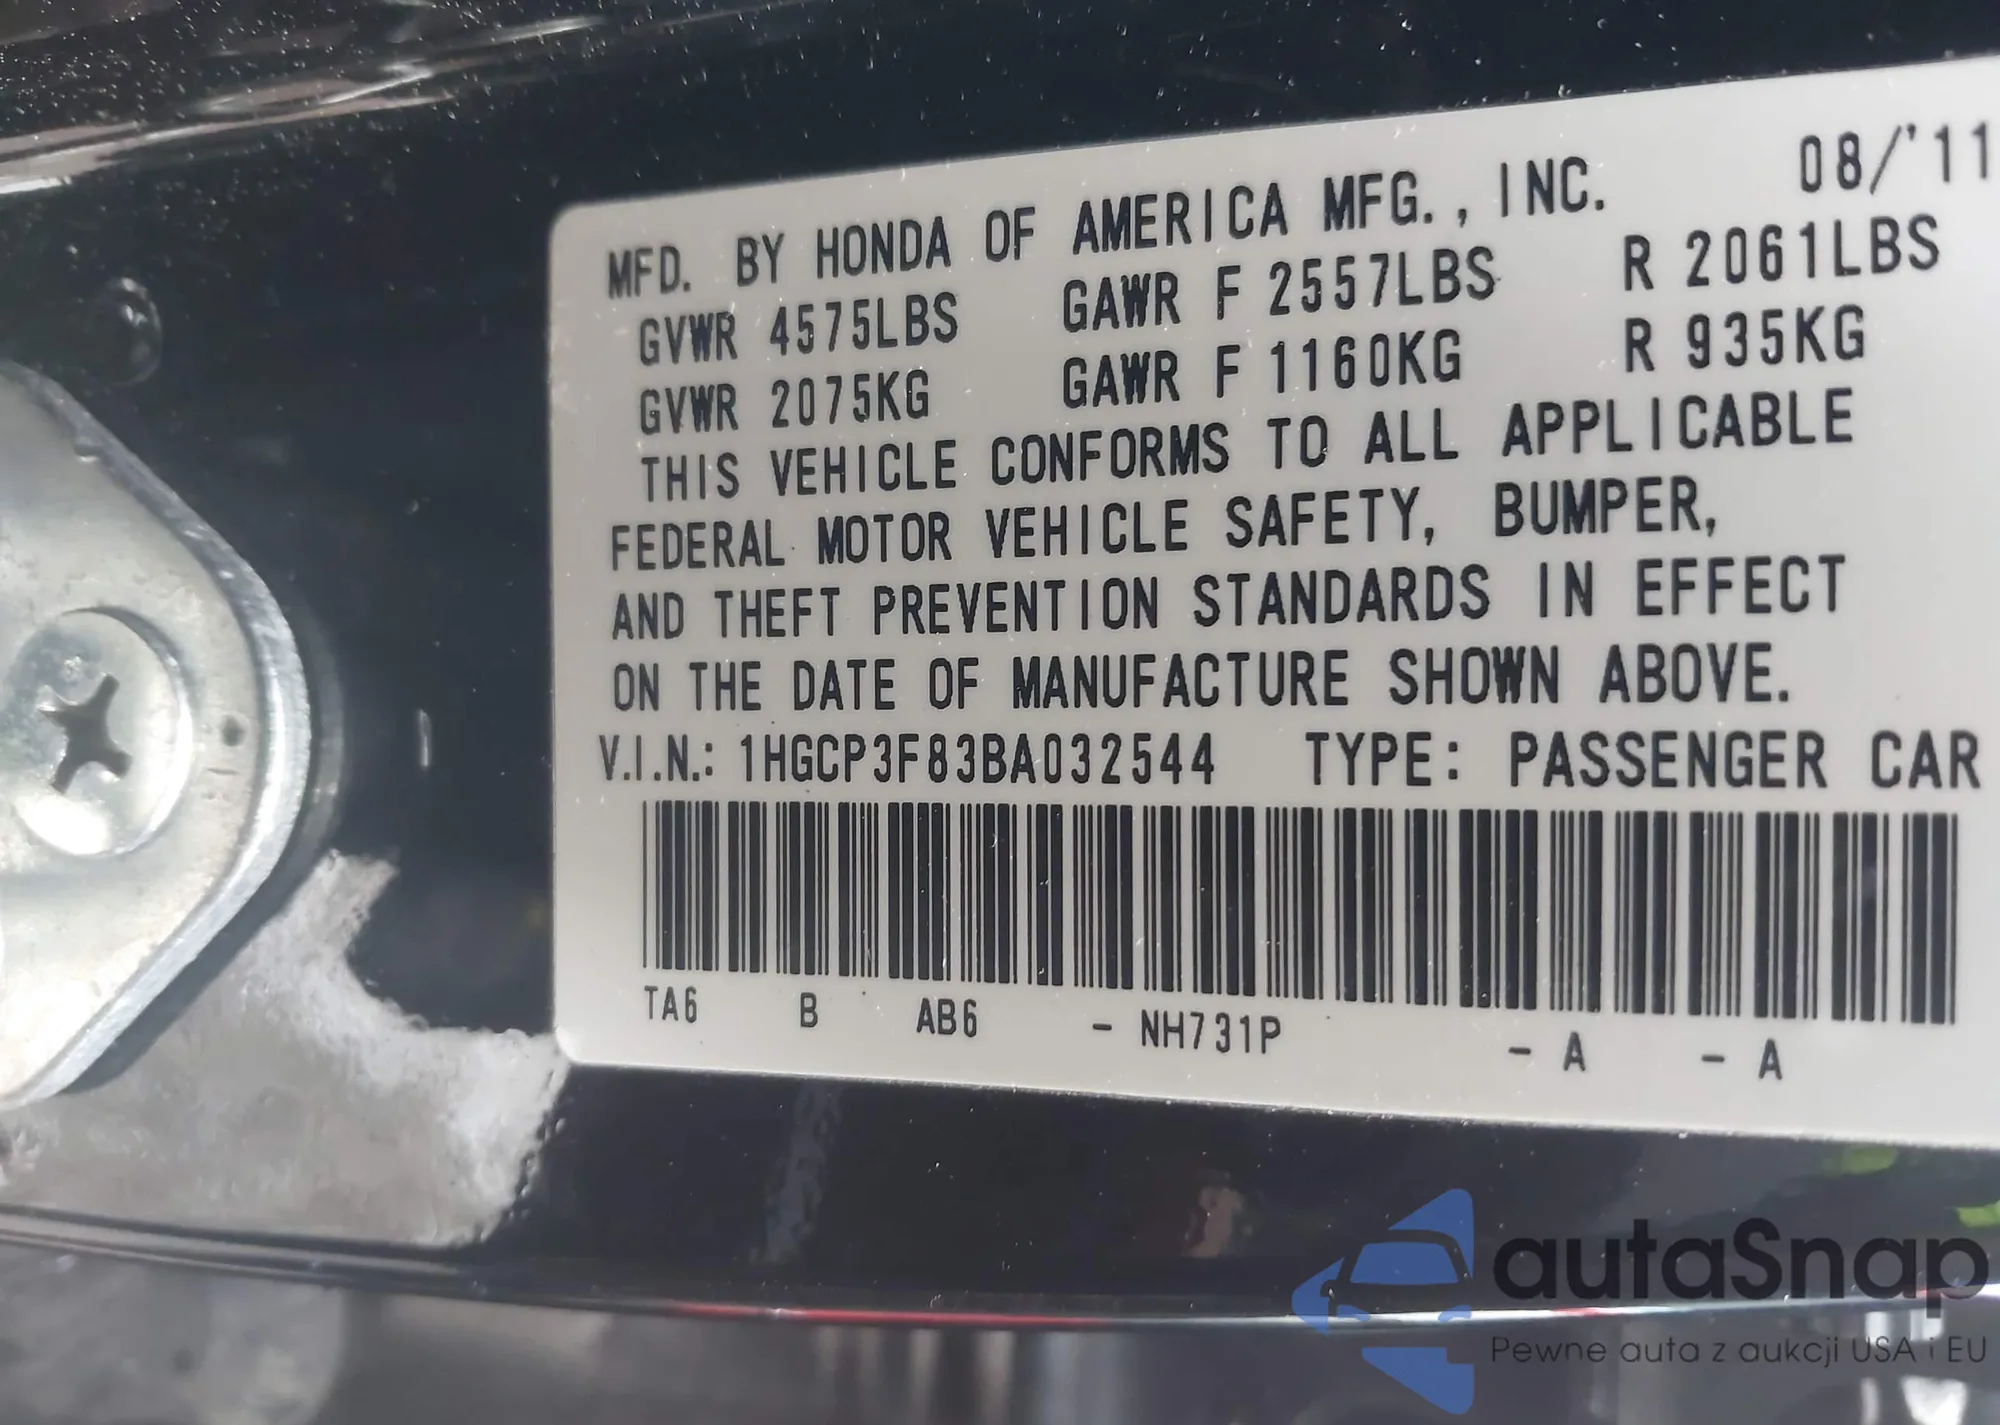 MFD. BY HONDA OF AMERICA MFG., INC. 08/'11
GVWR 4575LBS GAWR F 2557LBS R 2061LBS
GVWR 2075KG GAWR F 1160KG R 935KG
THIS VEHICLE CONFORMS TO ALL APPLICABLE
FEDERAL MOTOR VEHICLE SAFETY, BUMPER,
AND THEFT PREVENTION STANDARDS IN EFFECT
ON THE DATE OF MANUFACTURE SHOWN ABOVE.
V.I.N.: 1HGCP3F83BA032544 TYPE: PASSENGER CAR
TA6 B AB6 - NH731P - A - A
autaSnap
Pewne auta z aukcji USA i EU